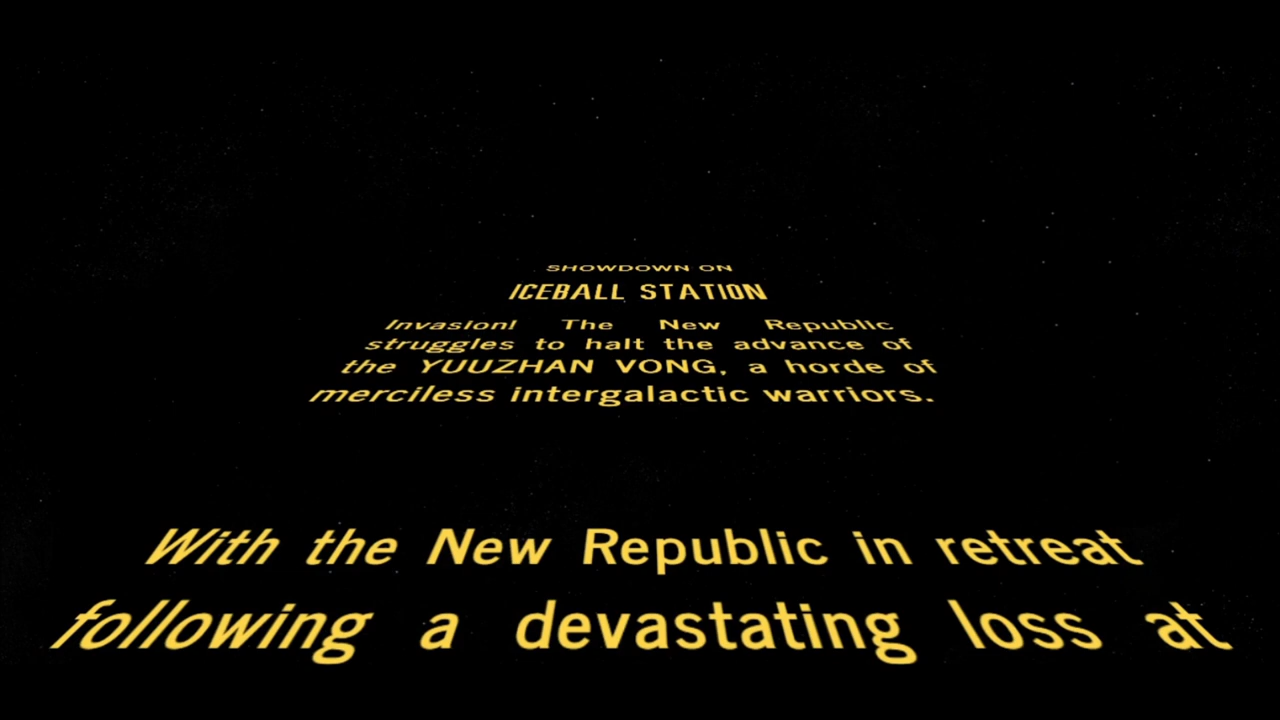 SHOWDOWN ON
ICEBALL STATION
Invasion! The New Republic
struggles to halt the advance of
the YUUZHAN VONG, a horde of
merciless intergalactic warriors.
With the New Republic in retreat
following a devastating loss at